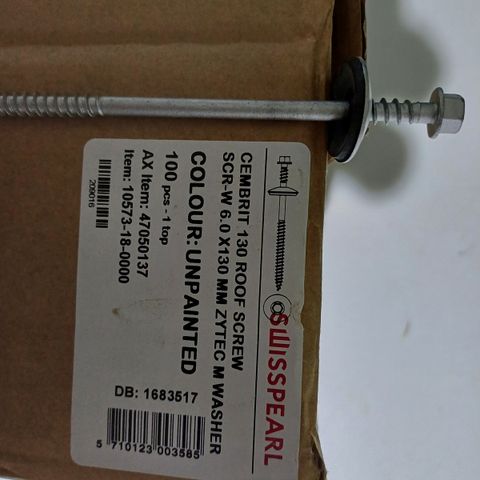 SWISSPEARL
CEMBRIT 130 ROOF SCREW
SCR-W 6.0 X130 MM ZYTEC M WASHER
COLOUR: UNPAINTED
100 pcs - 1 top
AX Item: 47050137
Item: 10573-18-0000
209016
DB: 1683517
5 710123 003585